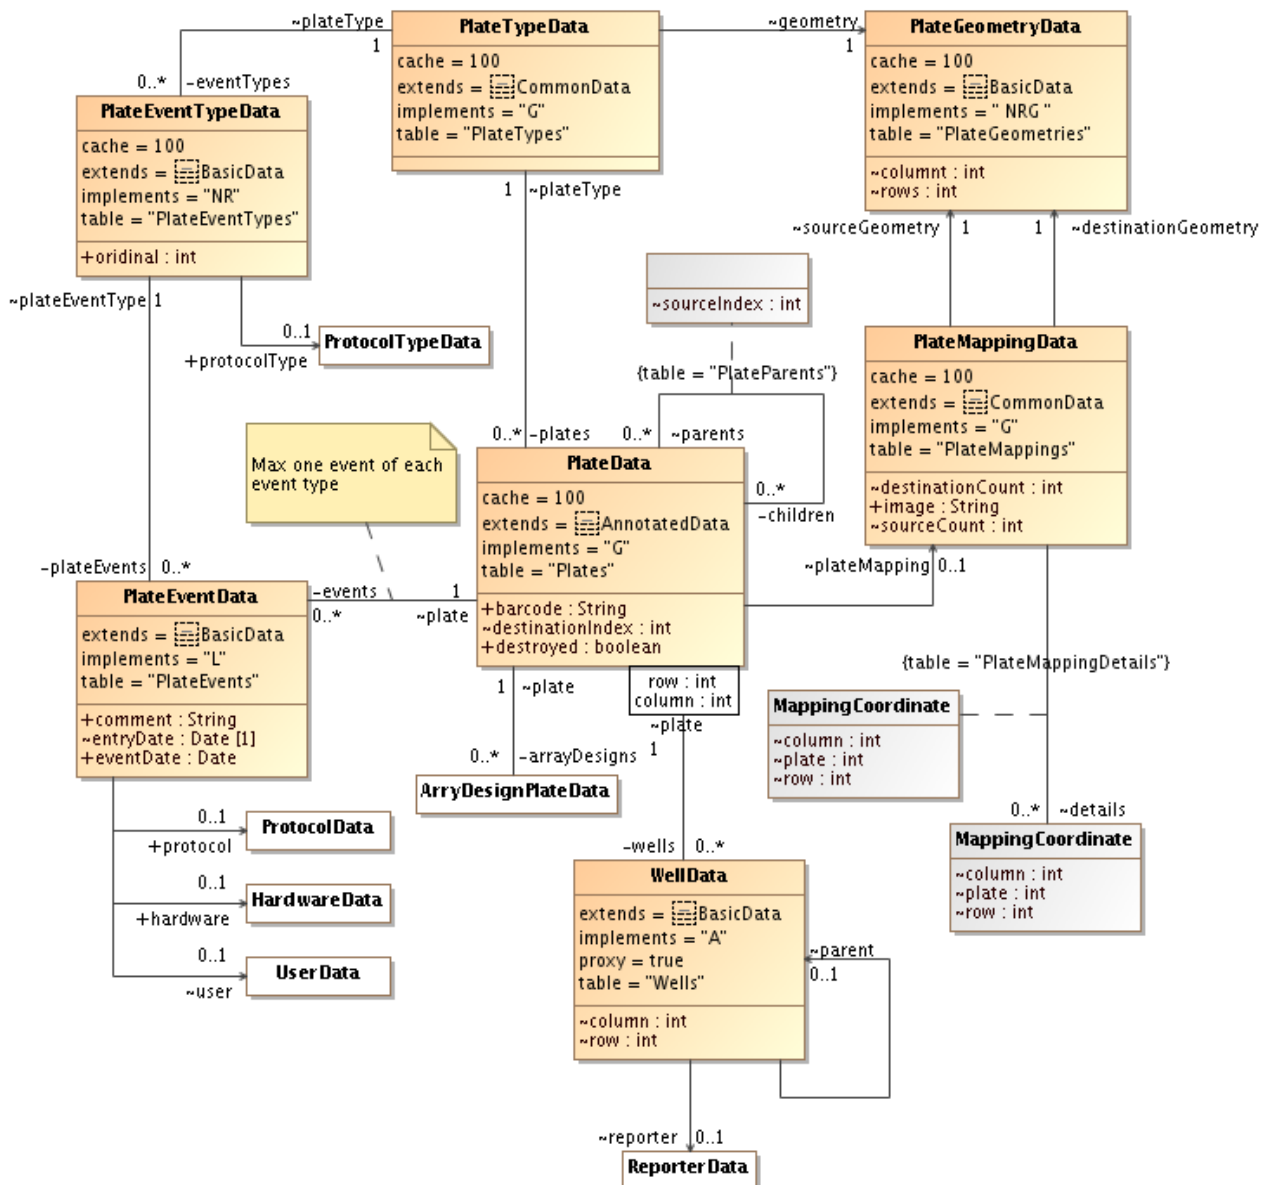 ~plateType
1
PlateTypeData
cache = 100
extends = CommonData
implements = "G"
table = "PlateTypes"
~geometry
1
PlateGeometryData
cache = 100
extends = BasicData
implements = " NRG "
table = "PlateGeometries"
~columnt : int
~rows : int
0..* -eventTypes
PlateEventTypeData
cache = 100
extends = BasicData
implements = "NR"
table = "PlateEventTypes"
+oridinal : int
1 ~plateType
~sourceGeometry 1
1 ~destinationGeometry
~sourceIndex : int
{table = "PlateParents"}
~plateEventType 1
0..1
+protocolType
ProtocolTypeData
PlateMappingData
cache = 100
extends = CommonData
implements = "G"
table = "PlateMappings"
~destinationCount : int
+image : String
~sourceCount : int
Max one event of each
event type
0..* -plates
0..* ~parents
0..*
-children
PlateData
cache = 100
extends = AnnotatedData
implements = "G"
table = "Plates"
+barcode : String
~destinationIndex : int
+destroyed : boolean
~plateMapping 0..1
-plateEvents 0..*
-events
0..*
1
~plate
PlateEventData
extends = BasicData
implements = "L"
table = "PlateEvents"
+comment : String
~entryDate : Date [1]
+eventDate : Date
row : int
column : int
1 ~plate
~plate
1
{table = "PlateMappingDetails"}
MappingCoordinate
~column : int
~plate : int
~row : int
0..* -arrayDesigns
ArryDesignPlateData
0..* ~details
MappingCoordinate
~column : int
~plate : int
~row : int
0..1
+protocol
ProtocolData
0..1
+hardware
HardwareData
0..1
~user
UserData
-wells 0..*
WellData
extends = BasicData
implements = "A"
proxy = true
table = "Wells"
~column : int
~row : int
~parent
0..1
~reporter 0..1
ReporterData